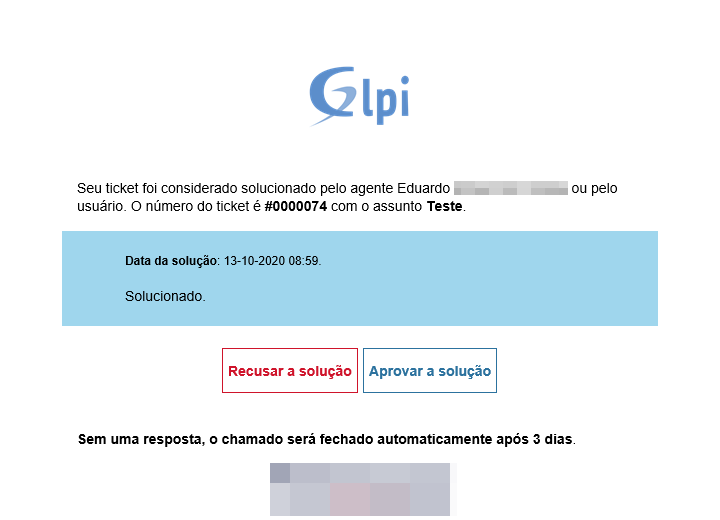 Glpi
Seu ticket foi considerado solucionado pelo agente Eduardo ou pelo
usuário. O número do ticket é #0000074 com o assunto Teste.
Data da solução: 13-10-2020 08:59.
Solucionado.
Recusar a solução Aprovar a solução
Sem uma resposta, o chamado será fechado automaticamente após 3 dias.